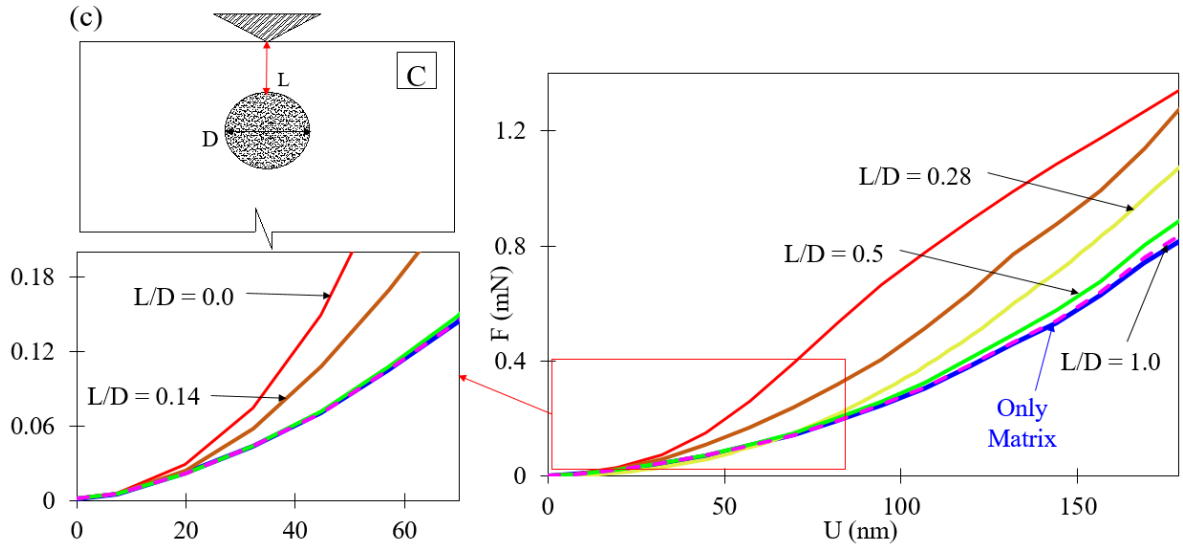 (c)
C
L
D
0.18
0.12
0.06
0
0
20
40
60
L/D = 0.0
L/D = 0.14
F (mN)
1.2
0.8
0.4
0
0
50
100
150
U (nm)
L/D = 0.28
L/D = 0.5
L/D = 1.0
Only
Matrix